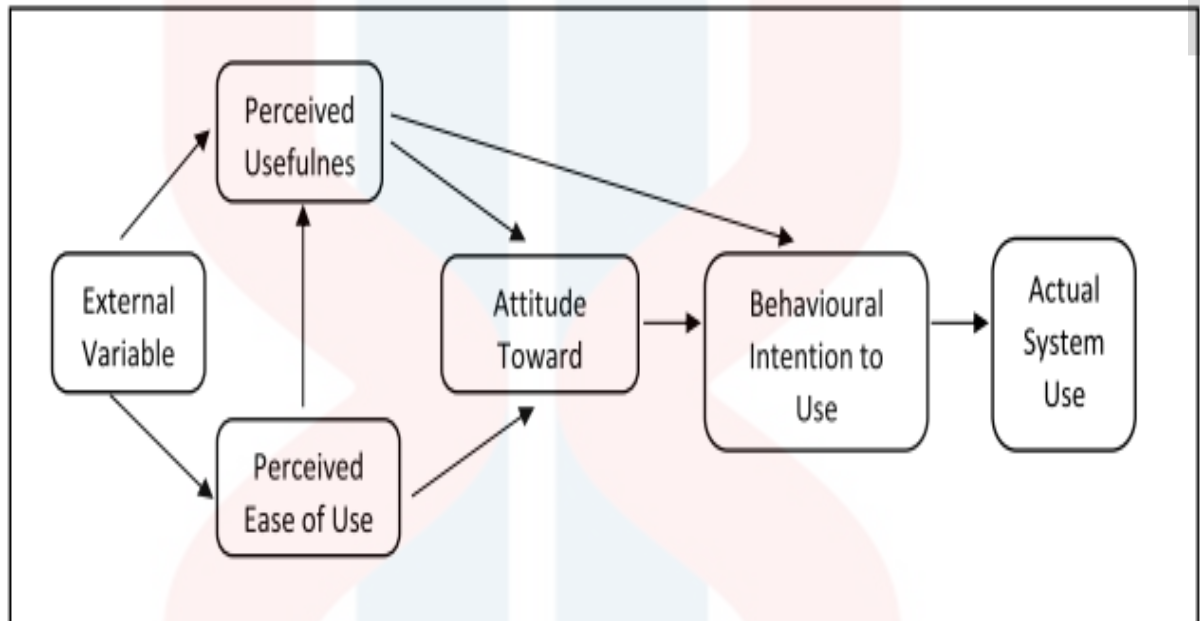 Perceived
Usefulnes
External
Variable
Attitude
Toward
Behavioural
Intention to
Use
Actual
System
Use
Perceived
Ease of Use